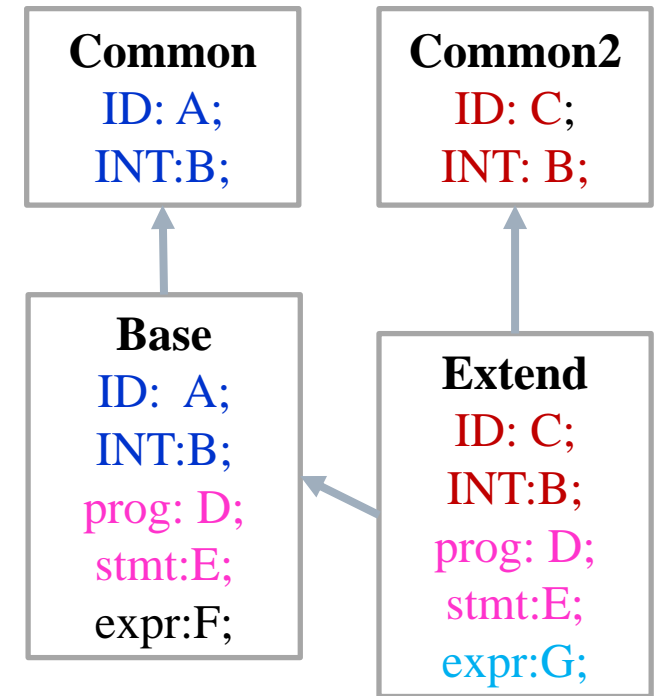 Common
ID: A;
INT:B;
Common2
ID: C;
INT: B;
Base
ID: A;
INT:B;
prog: D;
stmt:E;
expr:F;
Extend
ID: C;
INT:B;
prog: D;
stmt:E;
expr:G;